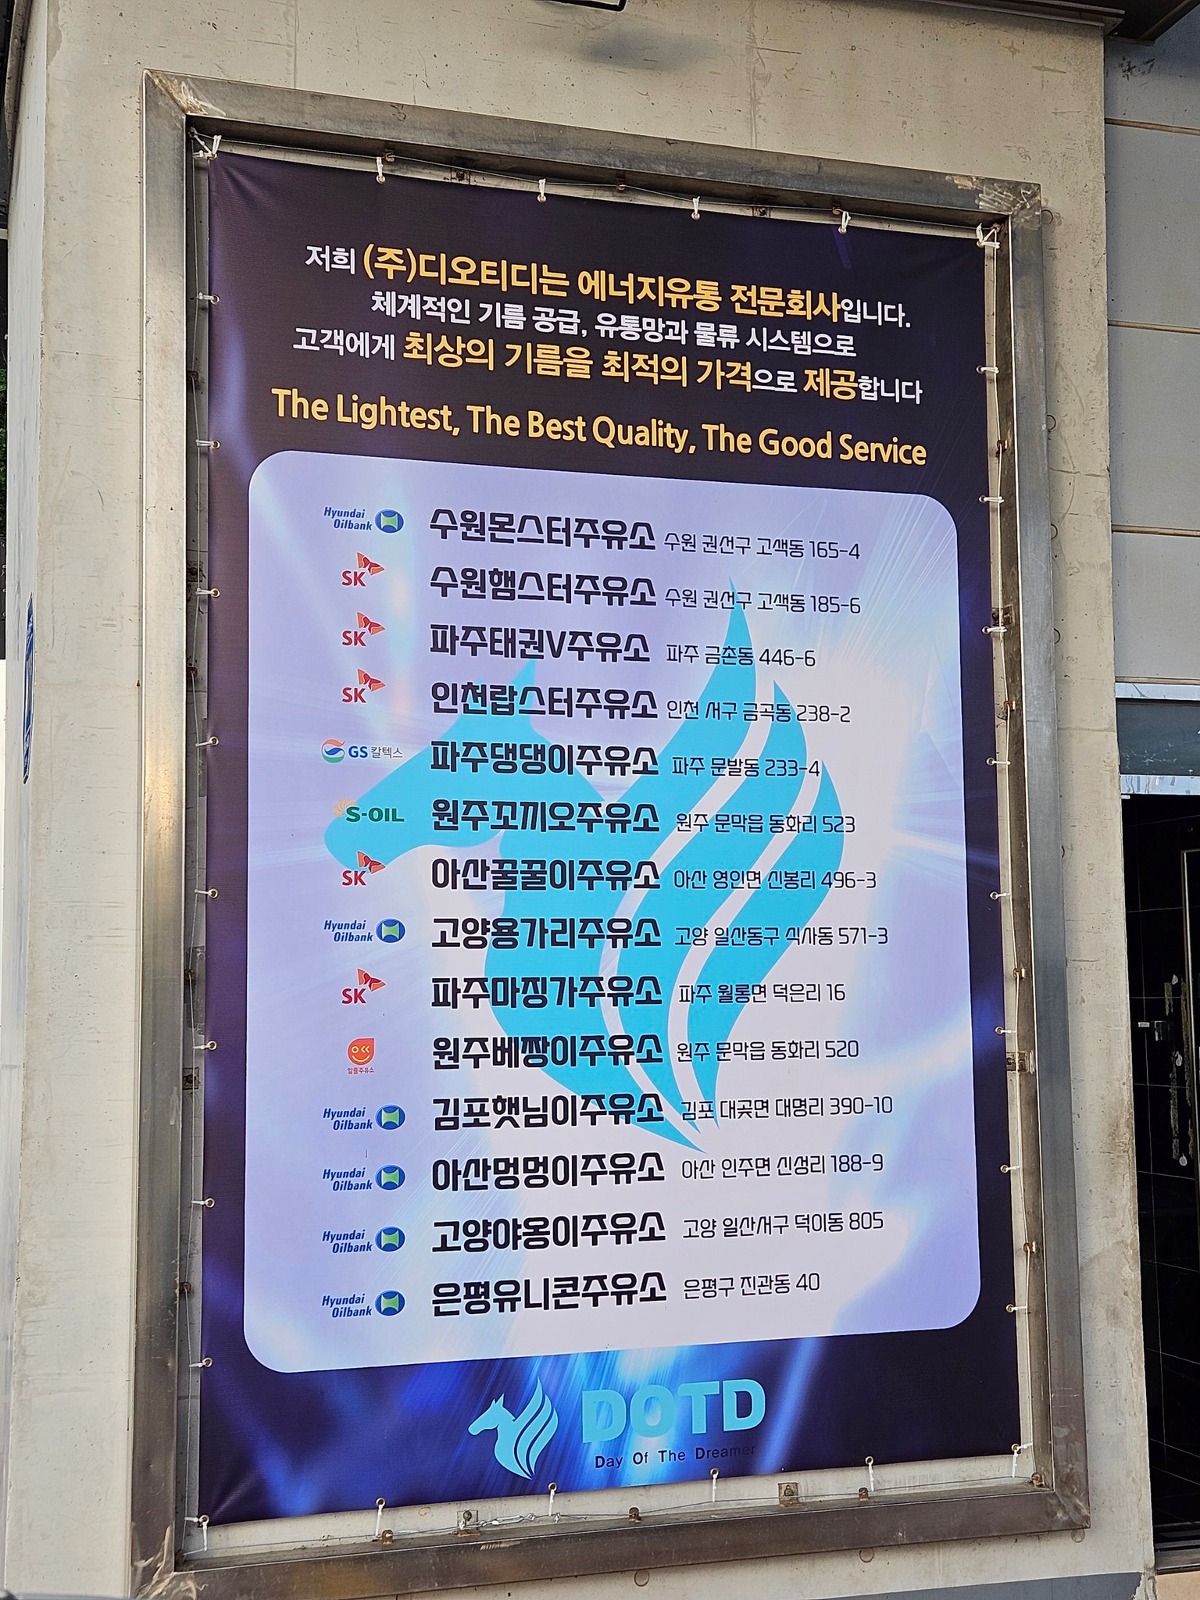 저희 (주)디오티디는 에너지유통 전문회사입니다.
체계적인 기름 공급, 유통망과 물류 시스템으로
고객에게 최상의 기름을 최적의 가격으로 제공합니다
The Lightest, The Best Quality, The Good Service
Hyundai Oilbank 수원몬스터주유소 수원 권선구 고색동 165-4
SK 수원햄스터주유소 수원 권선구 고색동 185-6
SK 파주태권V주유소 파주 금촌동 446-6
SK 인천랍스터주유소 인천 서구 금곡동 238-2
GS칼텍스 파주댕댕이주유소 파주 문발동 233-4
S-OIL 원주꼬끼오주유소 원주 문막읍 동화리 523
SK 아산꿀꿀이주유소 아산 영인면 신봉리 496-3
Hyundai Oilbank 고양용가리주유소 고양 일산동구 식사동 571-3
SK 파주마징가주유소 파주 월롱면 덕은리 16
알뜰주유소 원주베짱이주유소 원주 문막읍 동화리 520
Hyundai Oilbank 김포햇님이주유소 김포 대곶면 대명리 390-10
Hyundai Oilbank 아산멍멍이주유소 아산 인주면 신성리 188-9
Hyundai Oilbank 고양야옹이주유소 고양 일산서구 덕이동 805
Hyundai Oilbank 은평유니콘주유소 은평구 진관동 40
DOTD
Day Of The Dreamer